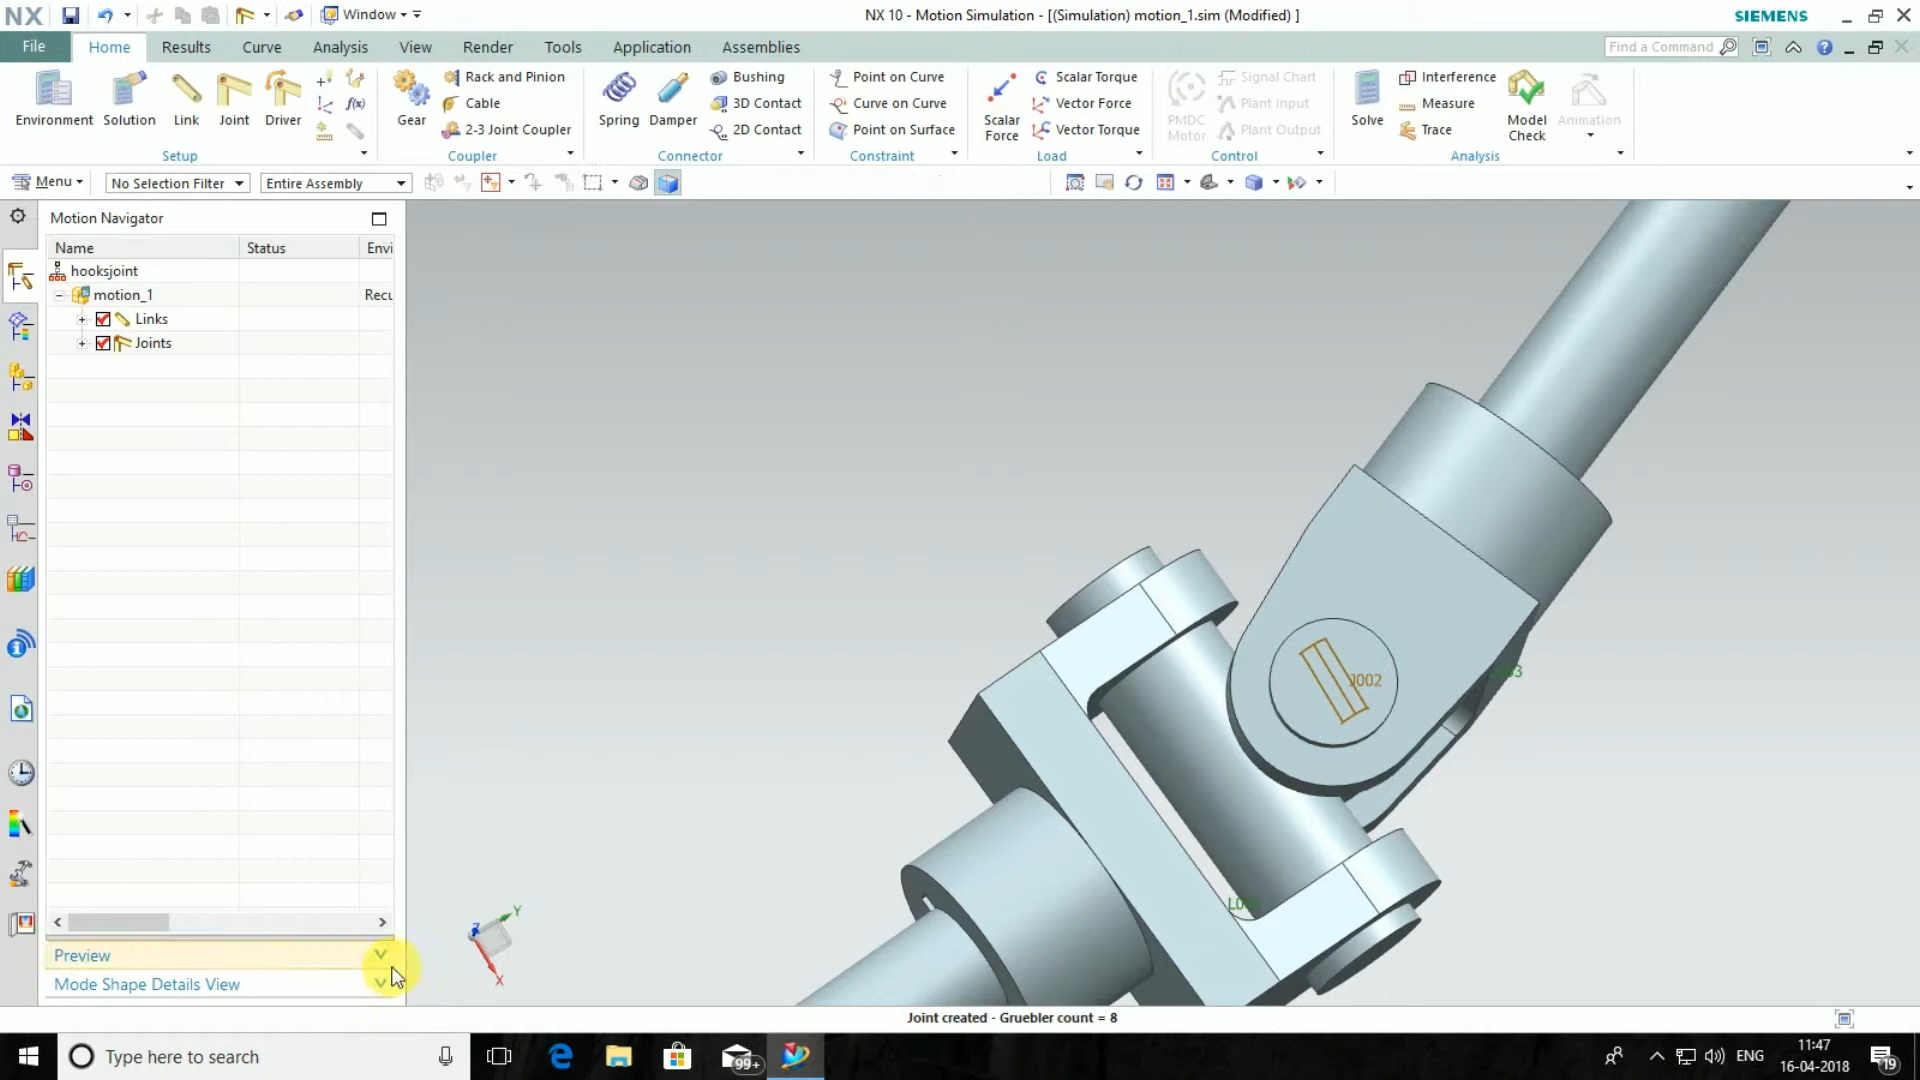 NX
Window
NX 10 - Motion Simulation - [(Simulation) motion_1.sim (Modified) ]
SIEMENS
File
Home
Results
Curve
Analysis
View
Render
Tools
Application
Assemblies
Find a Command
Environment
Solution
Link
Joint
Driver
f(x)
Setup
Gear
Rack and Pinion
Cable
2-3 Joint Coupler
Coupler
Spring
Damper
Bushing
3D Contact
2D Contact
Connector
Point on Curve
Curve on Curve
Point on Surface
Constraint
Scalar Force
Scalar Torque
Vector Force
Vector Torque
Load
PMDC Motor
Signal Chart
Plant Input
Plant Output
Control
Solve
Interference
Measure
Trace
Model Check
Animation
Analysis
Menu
No Selection Filter
Entire Assembly
Motion Navigator
Name
Status
Envi
hooksjoint
motion_1
Recu
Links
Joints
J002
Z
Y
X
Preview
Mode Shape Details View
Joint created - Gruebler count = 8
Type here to search
99+
ENG
11:47
16-04-2018
19